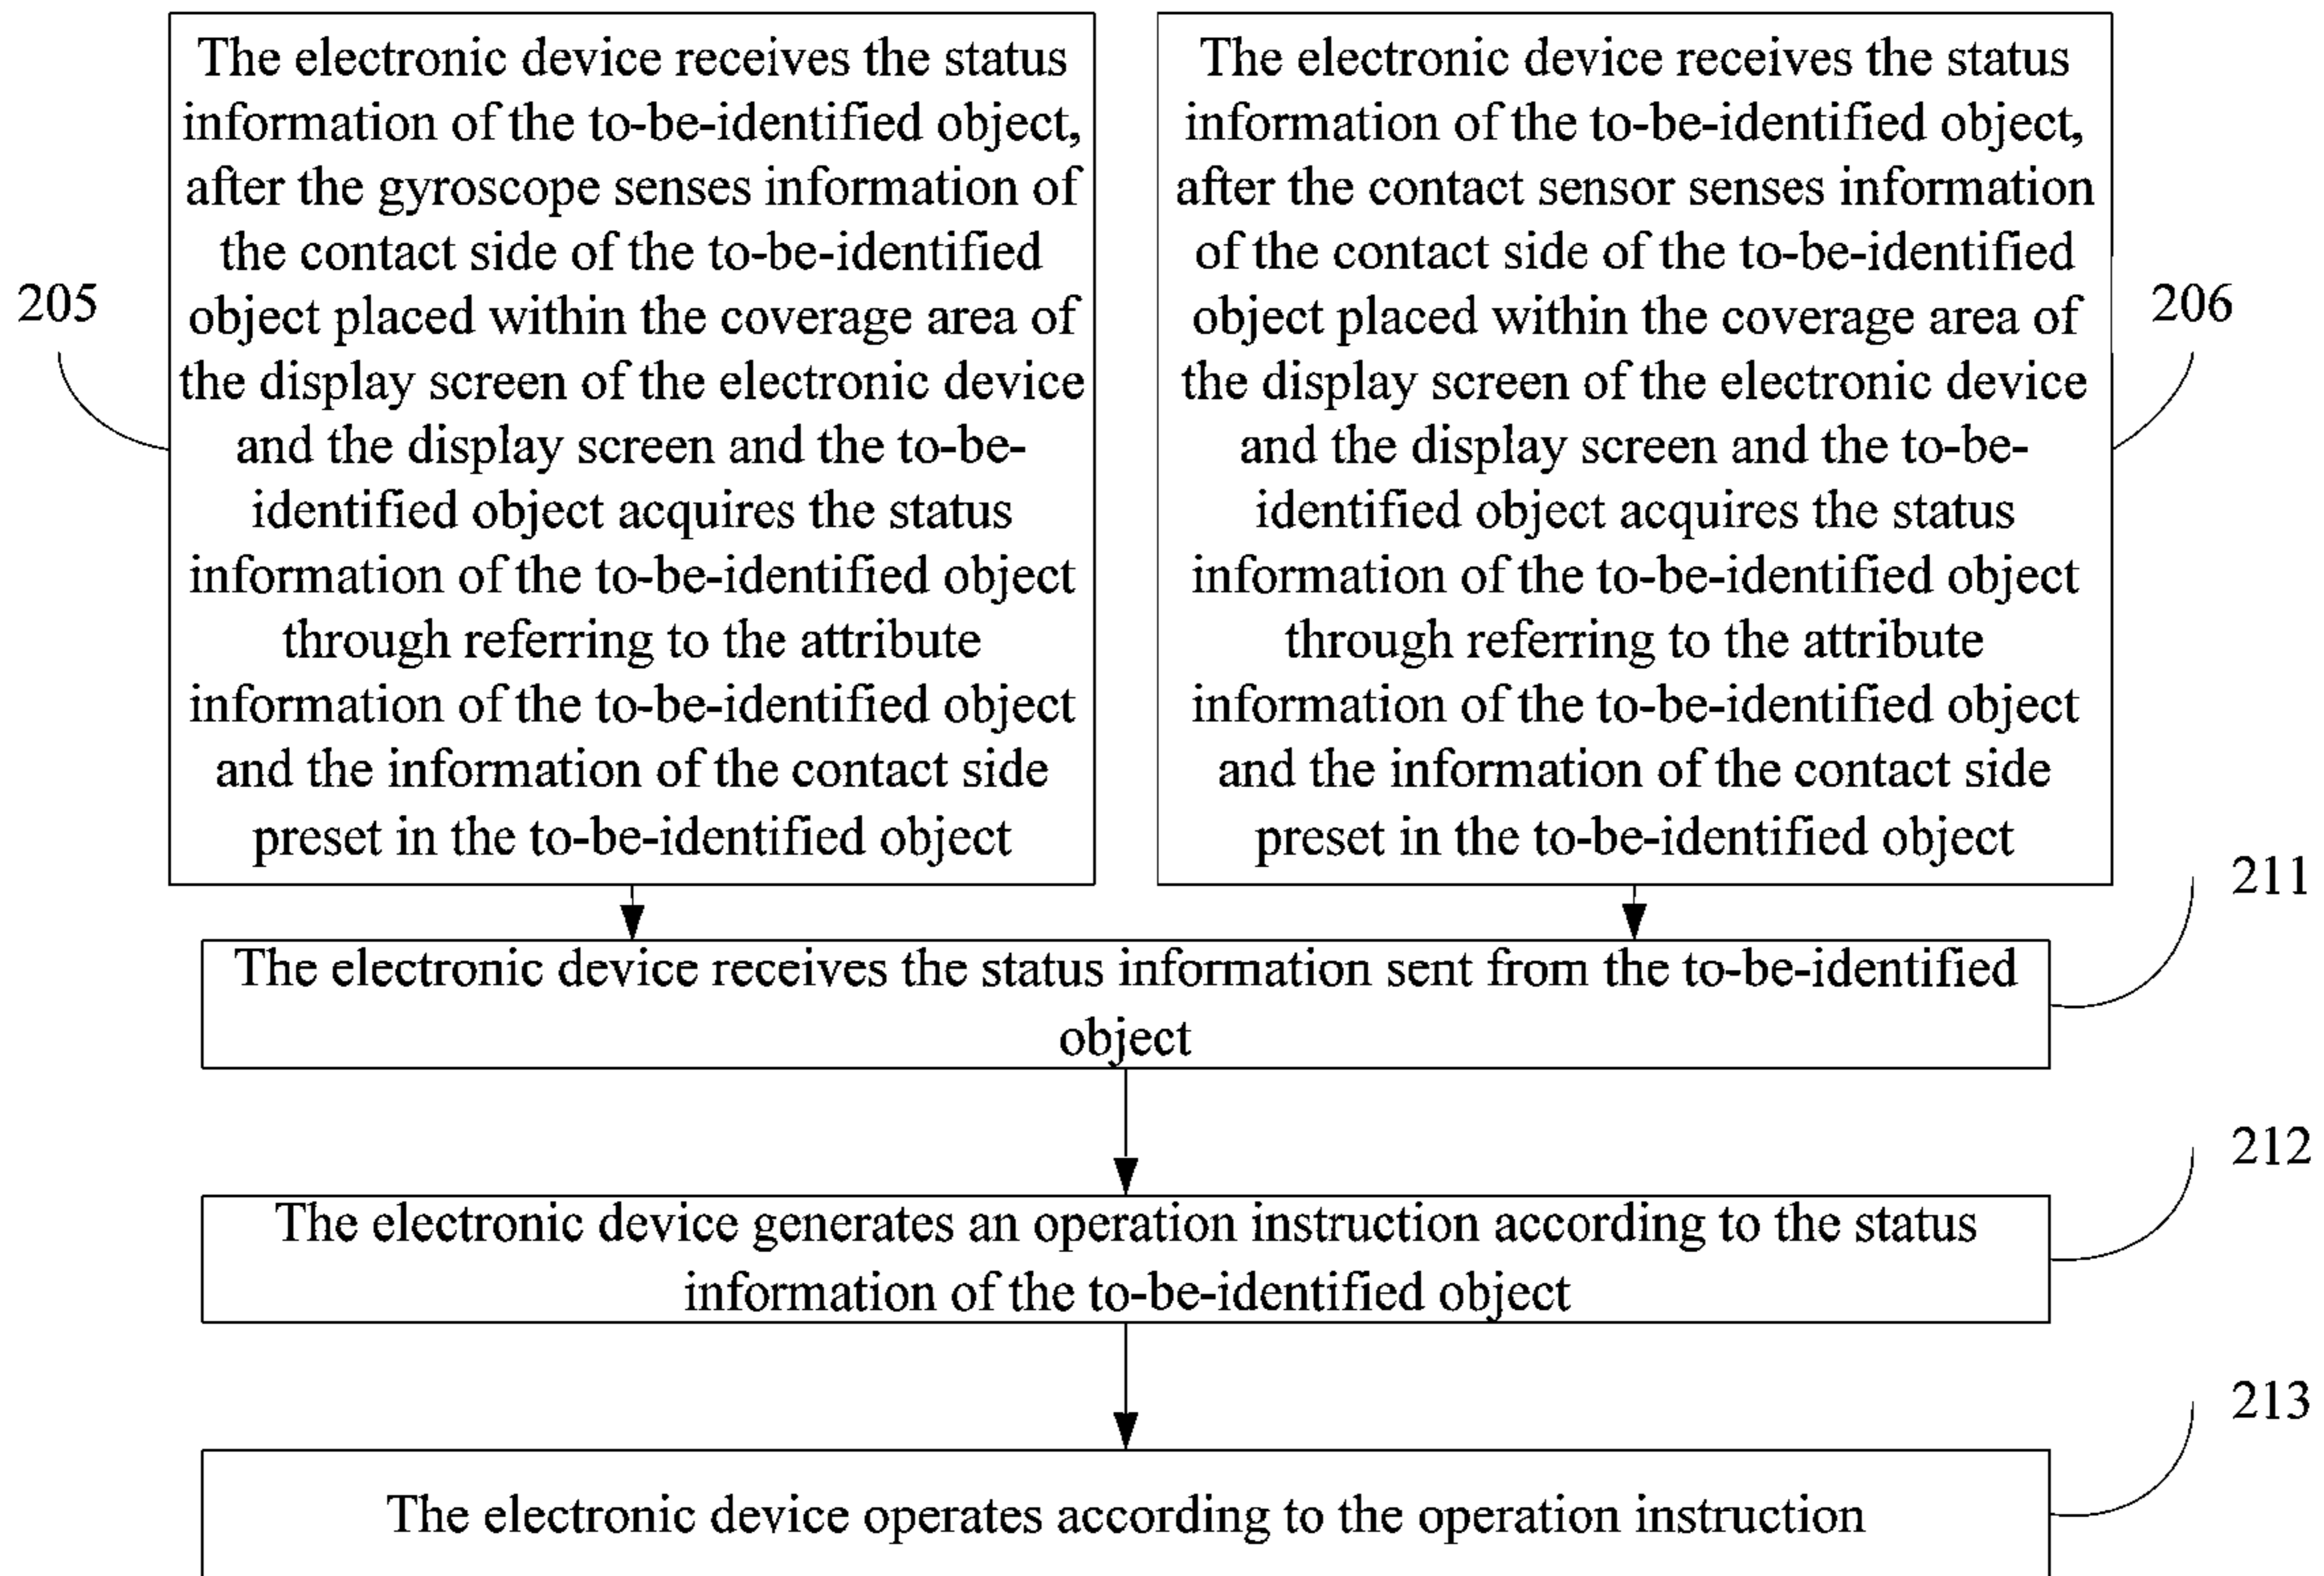 The electronic device receives the status
information of the to-be-identified object,
after the gyroscope senses information of
the contact side of the to-be-identified
object placed within the coverage area of
the display screen of the electronic device
and the display screen and the to-be-
identified object acquires the status
information of the to-be-identified object
through referring to the attribute
information of the to-be-identified object
and the information of the contact side
preset in the to-be-identified object
205
The electronic device receives the status
information of the to-be-identified object,
after the contact sensor senses information
of the contact side of the to-be-identified
object placed within the coverage area of
the display screen of the electronic device
and the display screen and the to-be-
identified object acquires the status
information of the to-be-identified object
through referring to the attribute
information of the to-be-identified object
and the information of the contact side
preset in the to-be-identified object
206
The electronic device receives the status information sent from the to-be-identified
object
211
The electronic device generates an operation instruction according to the status
information of the to-be-identified object
212
The electronic device operates according to the operation instruction
213